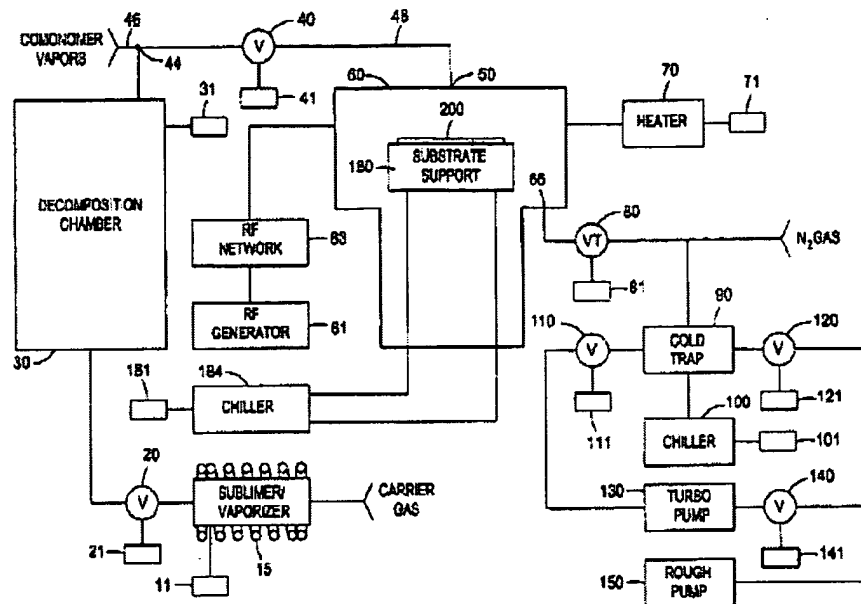 46
40
48
COMONOMER
VAPORS
V
44
60
50
70
71
31
41
200
HEATER
180
SUBSTRATE
SUPPORT
66
80
DECOMPOSITION
CHAMBER
RF
NETWORK
63
VT
N₂ GAS
RF
GENERATOR
61
81
90
110
120
30
V
COLD
TRAP
V
181
184
CHILLER
100
111
121
CHILLER
101
20
V
SUBLIMER/
VAPORIZER
CARRIER
GAS
130
TURBO
PUMP
140
V
21
11
15
141
150
ROUGH
PUMP